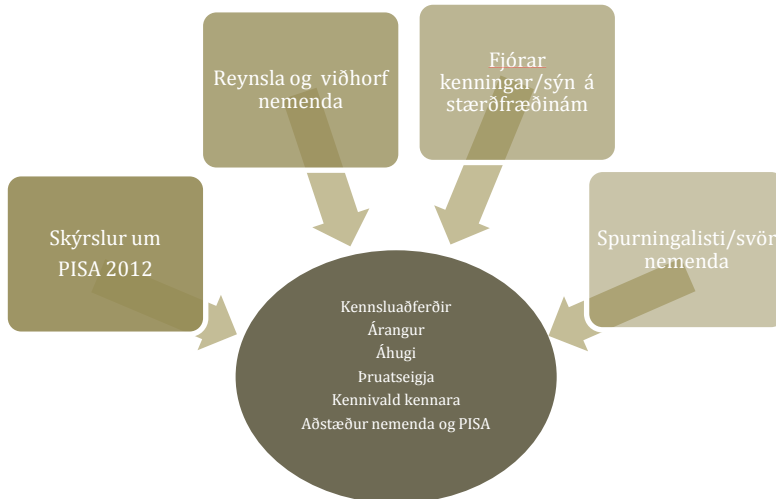 Reynsla og viðhorf
nemenda
Fjórar
kenningar/sýn á
stærðfræðinám
Skýrslur um
PISA 2012
Spurningalisti/svör
nemenda
Kennsluaðferðir
Árangur
Áhugi
Þruatseigja
Kennivald kennara
Aðstæður nemenda og PISA